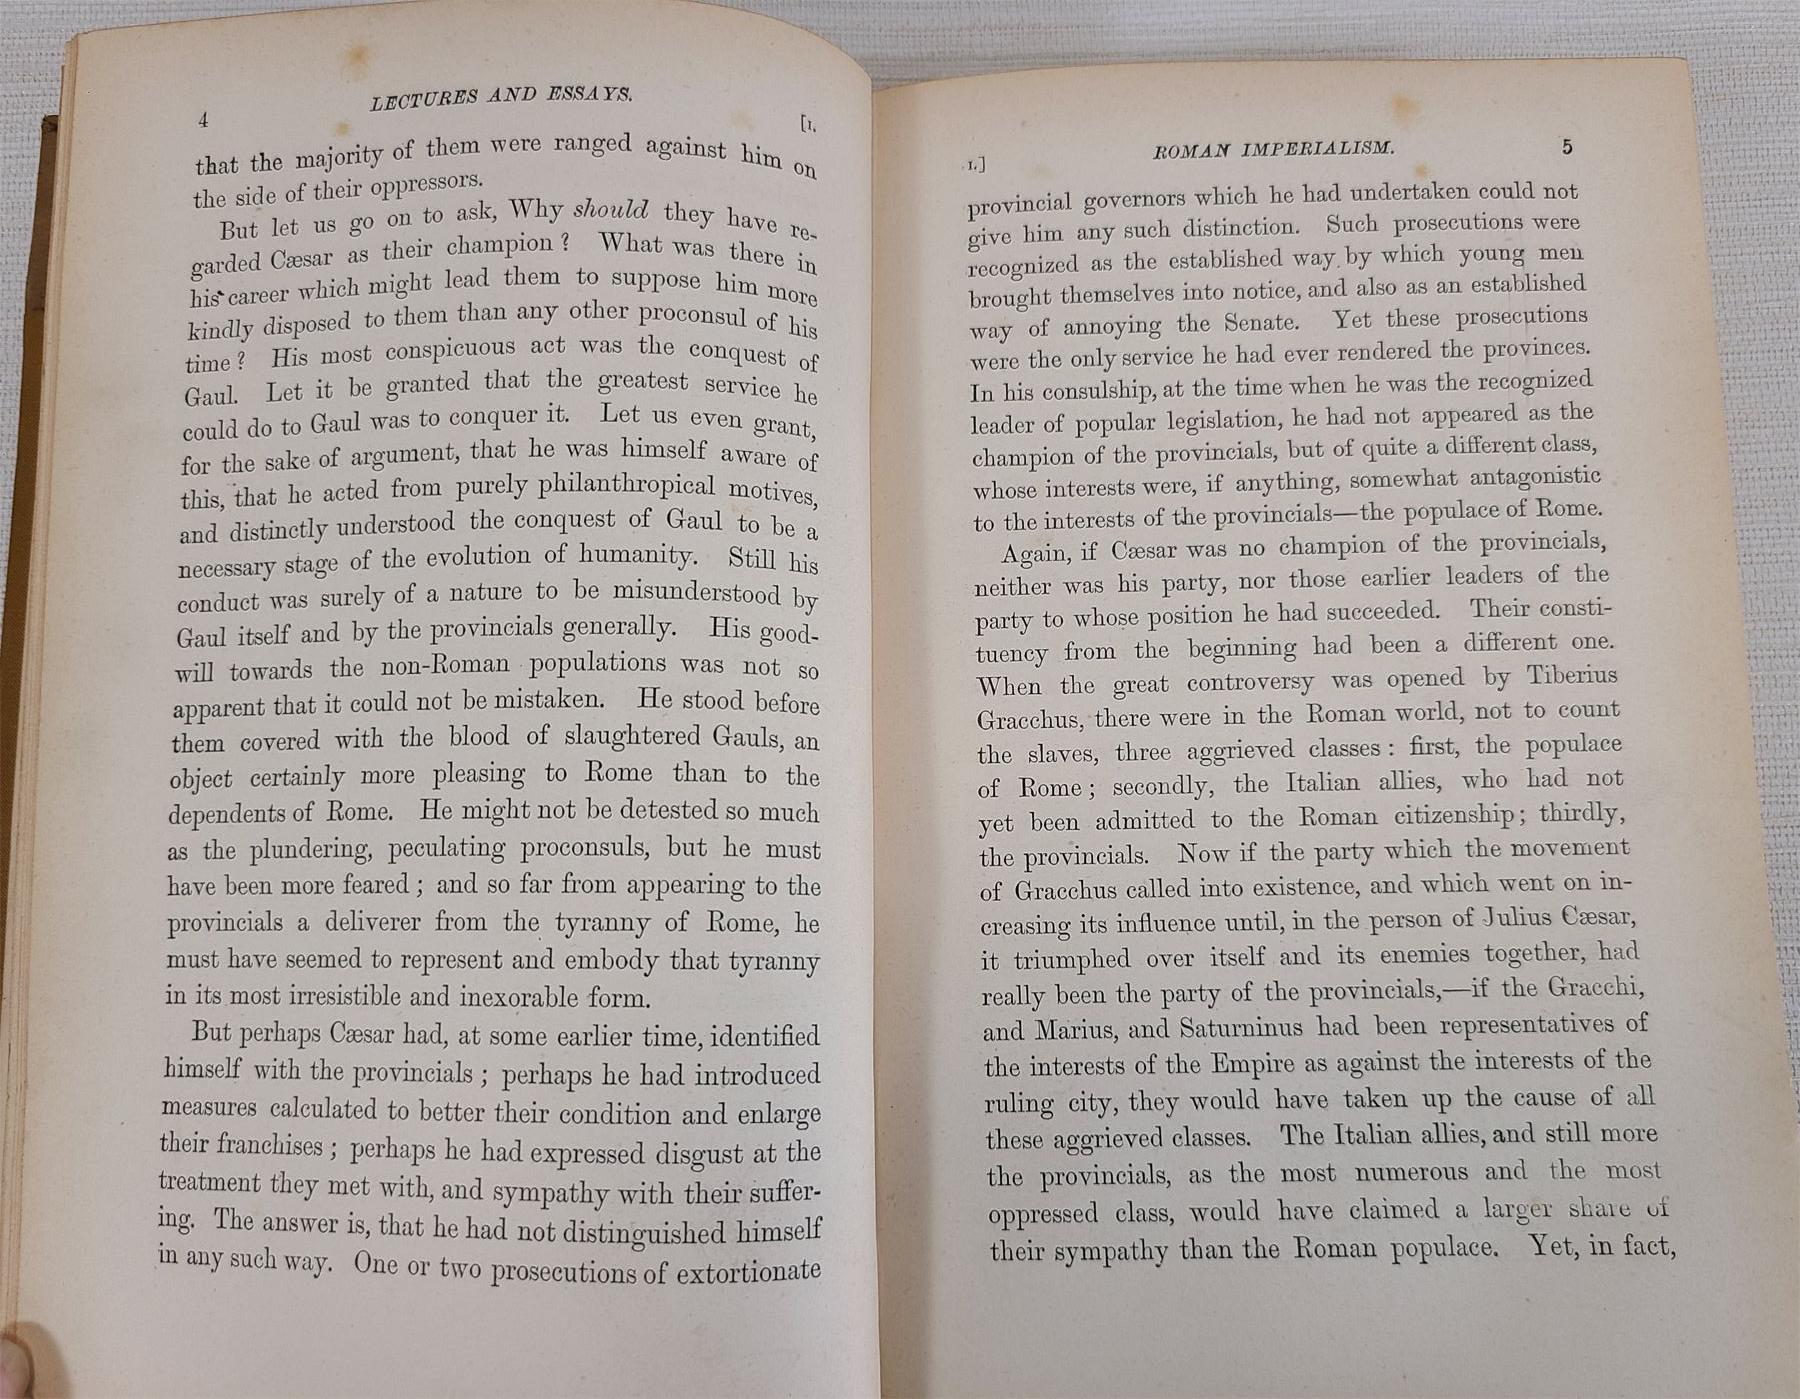 4
LECTURES AND ESSAYS.
[I.
that the majority of them were ranged against him on
the side of their oppressors.
But let us go on to ask, Why should they have re-
garded Cæsar as their champion? What was there in
his career which might lead them to suppose him more
kindly disposed to them than any other proconsul of his
time? His most conspicuous act was the conquest of
Gaul. Let it be granted that the greatest service he
could do to Gaul was to conquer it. Let us even grant,
for the sake of argument, that he was himself aware of
this, that he acted from purely philanthropical motives,
and distinctly understood the conquest of Gaul to be a
necessary stage of the evolution of humanity. Still his
conduct was surely of a nature to be misunderstood by
Gaul itself and by the provincials generally. His good-
will towards the non-Roman populations was not so
apparent that it could not be mistaken. He stood before
them covered with the blood of slaughtered Gauls, an
object certainly more pleasing to Rome than to the
dependents of Rome. He might not be detested so much
as the plundering, peculating proconsuls, but he must
have been more feared; and so far from appearing to the
provincials a deliverer from the tyranny of Rome, he
must have seemed to represent and embody that tyranny
in its most irresistible and inexorable form.
But perhaps Cæsar had, at some earlier time, identified
himself with the provincials; perhaps he had introduced
measures calculated to better their condition and enlarge
their franchises; perhaps he had expressed disgust at the
treatment they met with, and sympathy with their suffer-
ing. The answer is, that he had not distinguished himself
in any such way. One or two prosecutions of extortionate
I.]
ROMAN IMPERIALISM.
5
provincial governors which he had undertaken could not
give him any such distinction. Such prosecutions were
recognized as the established way by which young men
brought themselves into notice, and also as an established
way of annoying the Senate. Yet these prosecutions
were the only service he had ever rendered the provinces.
In his consulship, at the time when he was the recognized
leader of popular legislation, he had not appeared as the
champion of the provincials, but of quite a different class,
whose interests were, if anything, somewhat antagonistic
to the interests of the provincials—the populace of Rome.
Again, if Cæsar was no champion of the provincials,
neither was his party, nor those earlier leaders of the
party to whose position he had succeeded. Their consti-
tuency from the beginning had been a different one.
When the great controversy was opened by Tiberius
Gracchus, there were in the Roman world, not to count
the slaves, three aggrieved classes: first, the populace
of Rome; secondly, the Italian allies, who had not
yet been admitted to the Roman citizenship; thirdly,
the provincials. Now if the party which the movement
of Gracchus called into existence, and which went on in-
creasing its influence until, in the person of Julius Cæsar,
it triumphed over itself and its enemies together, had
really been the party of the provincials,—if the Gracchi,
and Marius, and Saturninus had been representatives of
the interests of the Empire as against the interests of the
ruling city, they would have taken up the cause of all
these aggrieved classes. The Italian allies, and still more
the provincials, as the most numerous and the most
oppressed class, would have claimed a larger share of
their sympathy than the Roman populace. Yet, in fact,